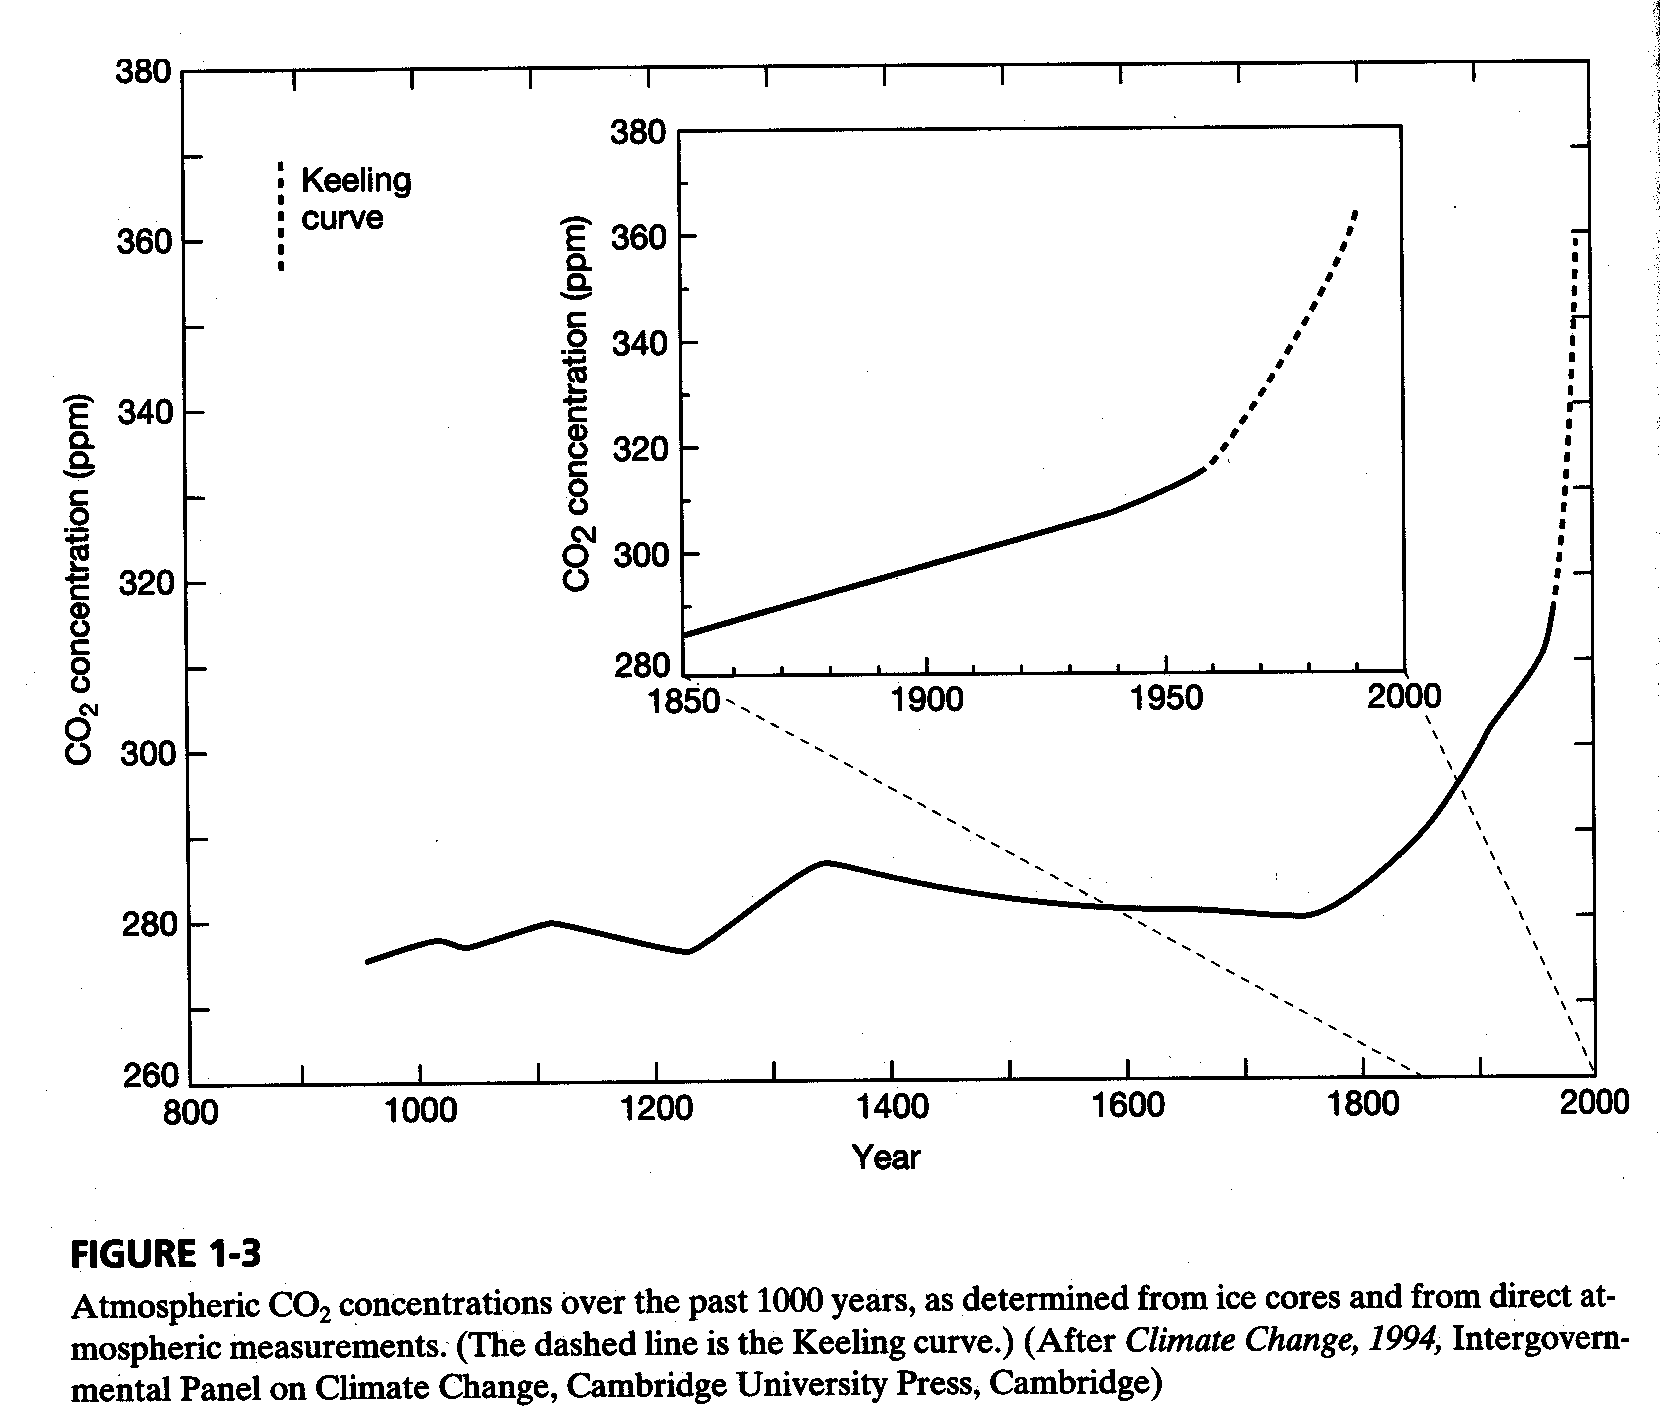 380
360
340
320
300
280
260
CO2 concentration (ppm)
Keeling
curve
380
360
340
320
300
280
CO2 concentration (ppm)
1850 1900 1950 2000
800 1000 1200 1400 1600 1800 2000
Year
FIGURE 1-3
Atmospheric CO2 concentrations over the past 1000 years, as determined from ice cores and from direct at-
mospheric measurements. (The dashed line is the Keeling curve.) (After Climate Change, 1994, Intergovern-
mental Panel on Climate Change, Cambridge University Press, Cambridge)